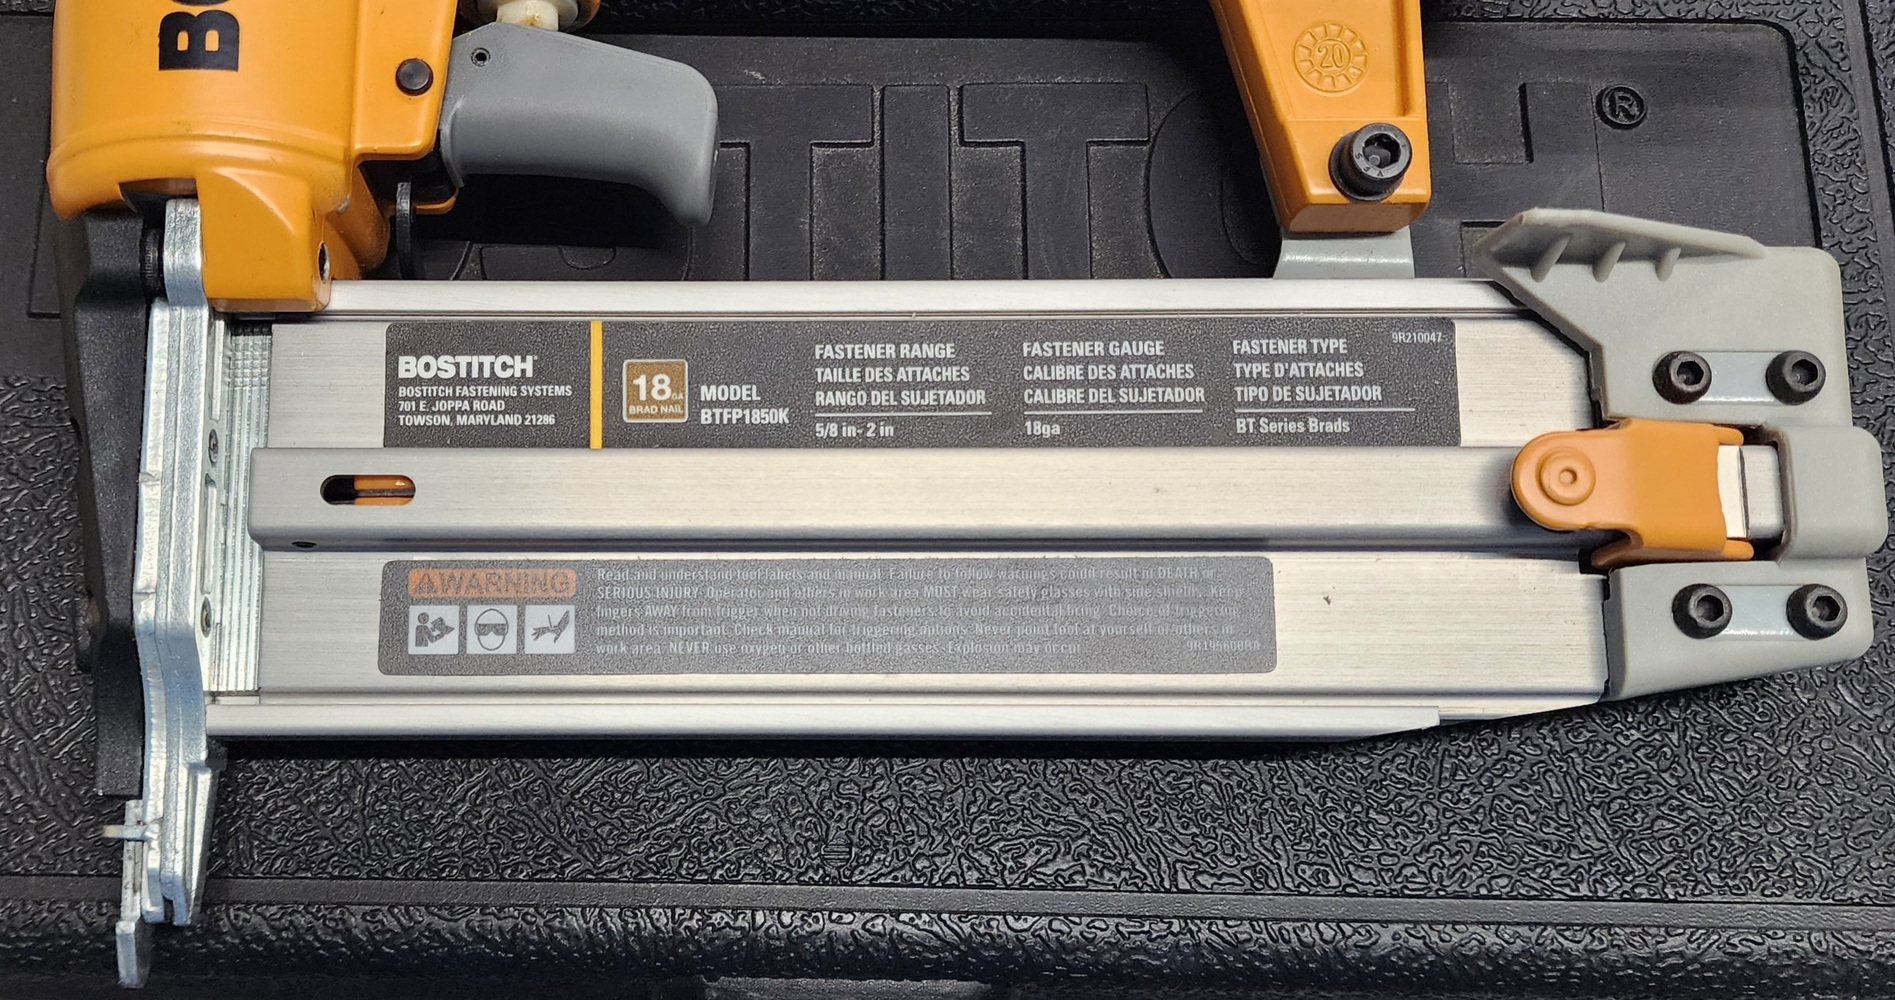 BO
20
®
BOSTITCH
BOSTITCH FASTENING SYSTEMS
701 E. JOPPA ROAD
TOWSON, MARYLAND 21286
18 GA
BRAD NAIL
MODEL
BTFP1850K
FASTENER RANGE
TAILLE DES ATTACHES
RANGO DEL SUJETADOR
5/8 in- 2 in
FASTENER GAUGE
CALIBRE DES ATTACHES
CALIBRE DEL SUJETADOR
18ga
FASTENER TYPE
TYPE D'ATTACHES
TIPO DE SUJETADOR
BT Series Brads
9R210047
WARNING
Read and understand tool labels and manual. Failure to follow warnings could result in DEATH or
SERIOUS INJURY. Operator and others in work area MUST wear safety glasses with side shields. Keep
fingers AWAY from trigger when not driving fasteners to avoid accidental firing. Choice of triggering
method is important. Check manual for triggering options. Never point tool at yourself or others in
work area. NEVER use oxygen or other bottled gasses. Explosion may occur.